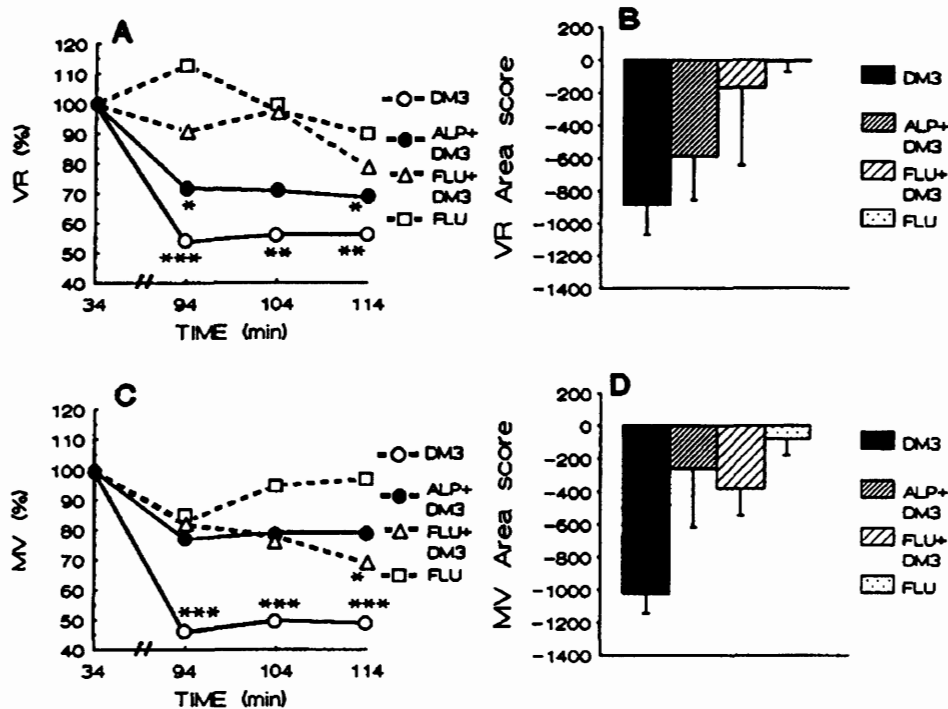 A
VR (%)
120
110
100
90
80
70
60
50
40
34
94
104
114
TIME (min)
*
*
***
**
**
DM3
ALP+
DM3
FLU+
DM3
FLU
B
VR Area score
200
0
-200
-400
-600
-800
-1000
-1200
-1400
DM3
ALP+
DM3
FLU+
DM3
FLU
C
MV (%)
120
110
100
90
80
70
60
50
40
34
94
104
114
TIME (min)
*
***
***
***
DM3
ALP+
DM3
FLU+
DM3
FLU
D
MV Area score
200
0
-200
-400
-600
-800
-1000
-1200
-1400
DM3
ALP+
DM3
FLU+
DM3
FLU